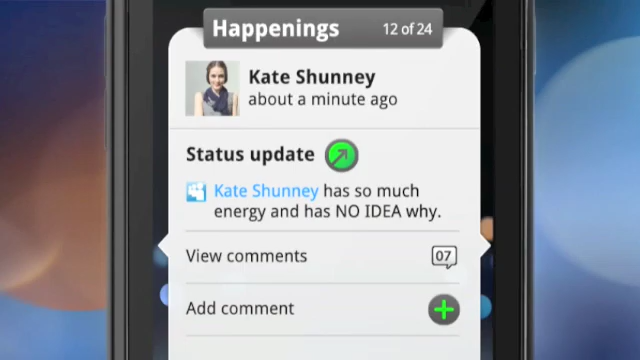 Happenings 12 of 24
Kate Shunney
about a minute ago
Status update
Kate Shunney has so much
energy and has NO IDEA why.
View comments 07
Add comment